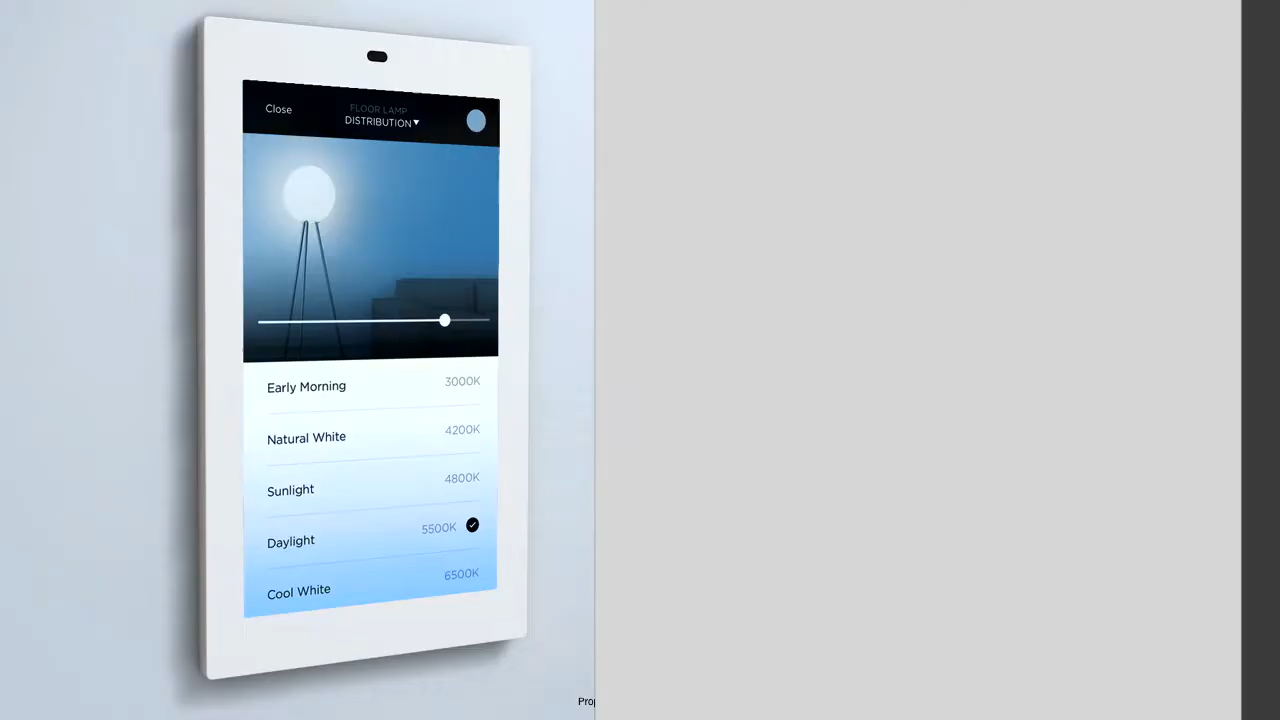 Close
FLOOR LAMP
DISTRIBUTION
Early Morning 3000K
Natural White 4200K
Sunlight 4800K
Daylight 5500K
Cool White 6500K